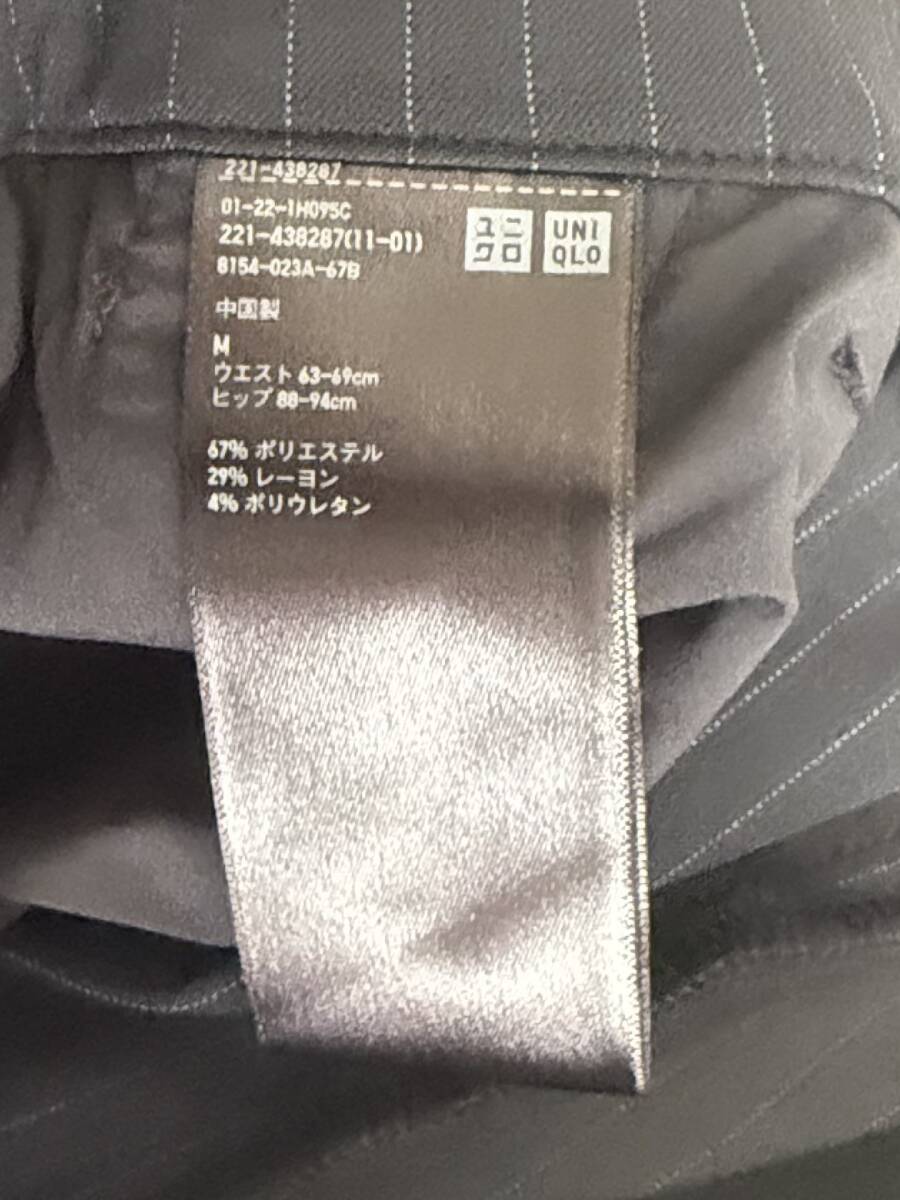 221-438287
01-22-1H095C
221-438287(11-01)
8154-023A-67B
ユニ
クロ
UNI
QLO
中国製
M
ウエスト 63-69cm
ヒップ 88-94cm
67% ポリエステル
29% レーヨン
4% ポリウレタン